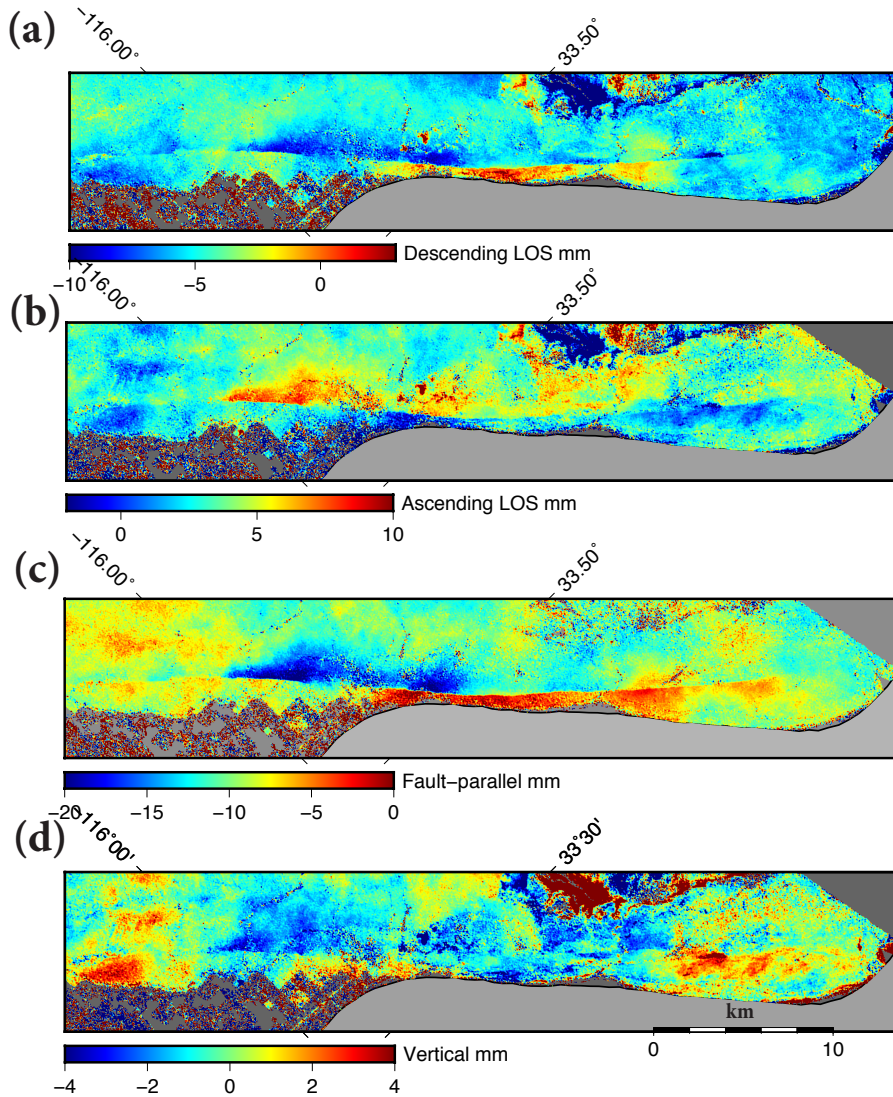 (a)
−116.00°
33.50°
−10 −5 0
Descending LOS mm
(b)
−116.00°
33.50°
0 5 10
Ascending LOS mm
(c)
−116.00°
33.50°
−20 −15 −10 −5 0
Fault−parallel mm
(d)
−116°00'
33°30'
km
0 10
−4 −2 0 2 4
Vertical mm